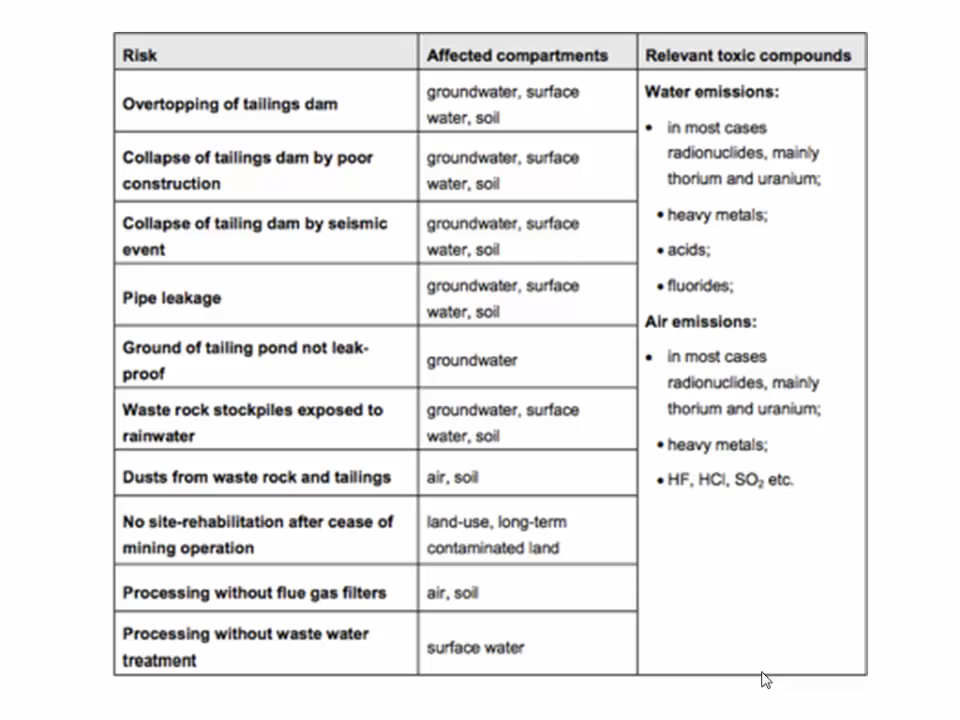 Risk
Affected compartments
Relevant toxic compounds
Overtopping of tailings dam
groundwater, surface
water, soil
Collapse of tailings dam by poor
construction
groundwater, surface
water, soil
Collapse of tailing dam by seismic
event
groundwater, surface
water, soil
Pipe leakage
groundwater, surface
water, soil
Ground of tailing pond not leak-
proof
groundwater
Waste rock stockpiles exposed to
rainwater
groundwater, surface
water, soil
Dusts from waste rock and tailings
air, soil
No site-rehabilitation after cease of
mining operation
land-use, long-term
contaminated land
Processing without flue gas filters
air, soil
Processing without waste water
treatment
surface water
Water emissions:
• in most cases
radionuclides, mainly
thorium and uranium;
• heavy metals;
• acids;
• fluorides;
Air emissions:
• in most cases
radionuclides, mainly
thorium and uranium;
• heavy metals;
• HF, HCl, SO₂ etc.